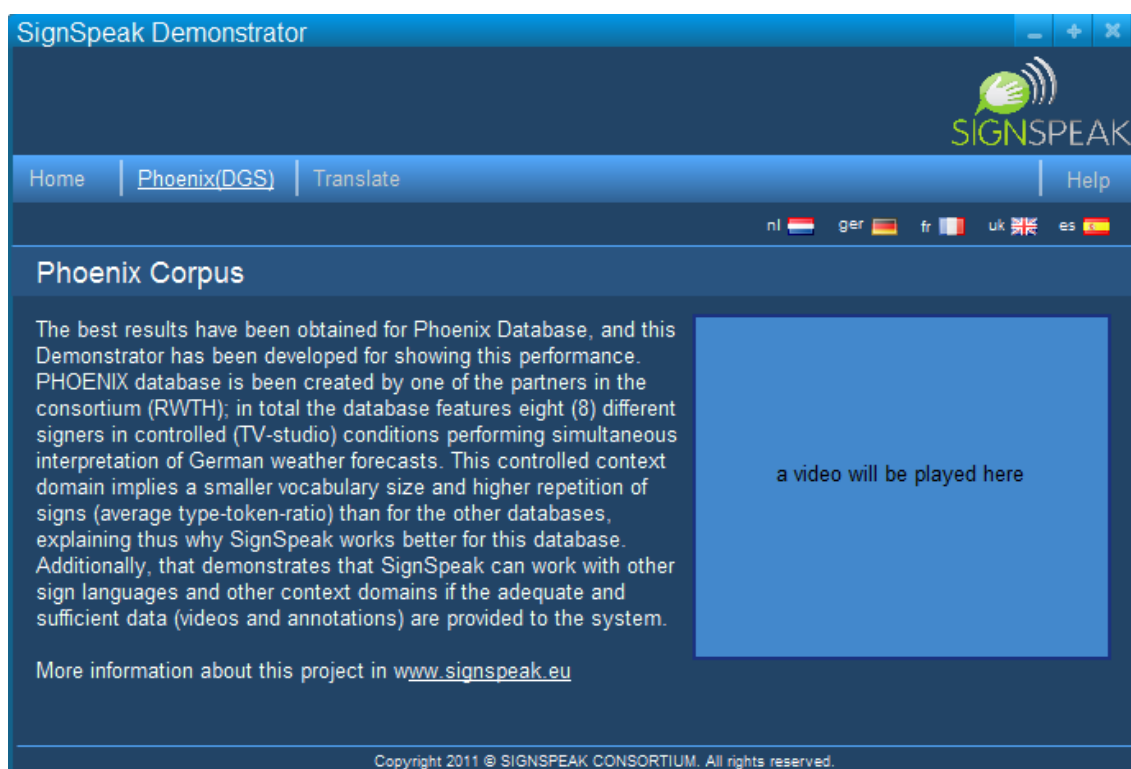 SignSpeak Demonstrator
SIGNSPEAK
Home Phoenix(DGS) Translate Help
nl ger fr uk es
Phoenix Corpus
The best results have been obtained for Phoenix Database, and this
Demonstrator has been developed for showing this performance.
PHOENIX database is been created by one of the partners in the
consortium (RWTH); in total the database features eight (8) different
signers in controlled (TV-studio) conditions performing simultaneous
interpretation of German weather forecasts. This controlled context
domain implies a smaller vocabulary size and higher repetition of
signs (average type-token-ratio) than for the other databases,
explaining thus why SignSpeak works better for this database.
Additionally, that demonstrates that SignSpeak can work with other
sign languages and other context domains if the adequate and
sufficient data (videos and annotations) are provided to the system.
More information about this project in www.signspeak.eu
a video will be played here
Copyright 2011 © SIGNSPEAK CONSORTIUM. All rights reserved.